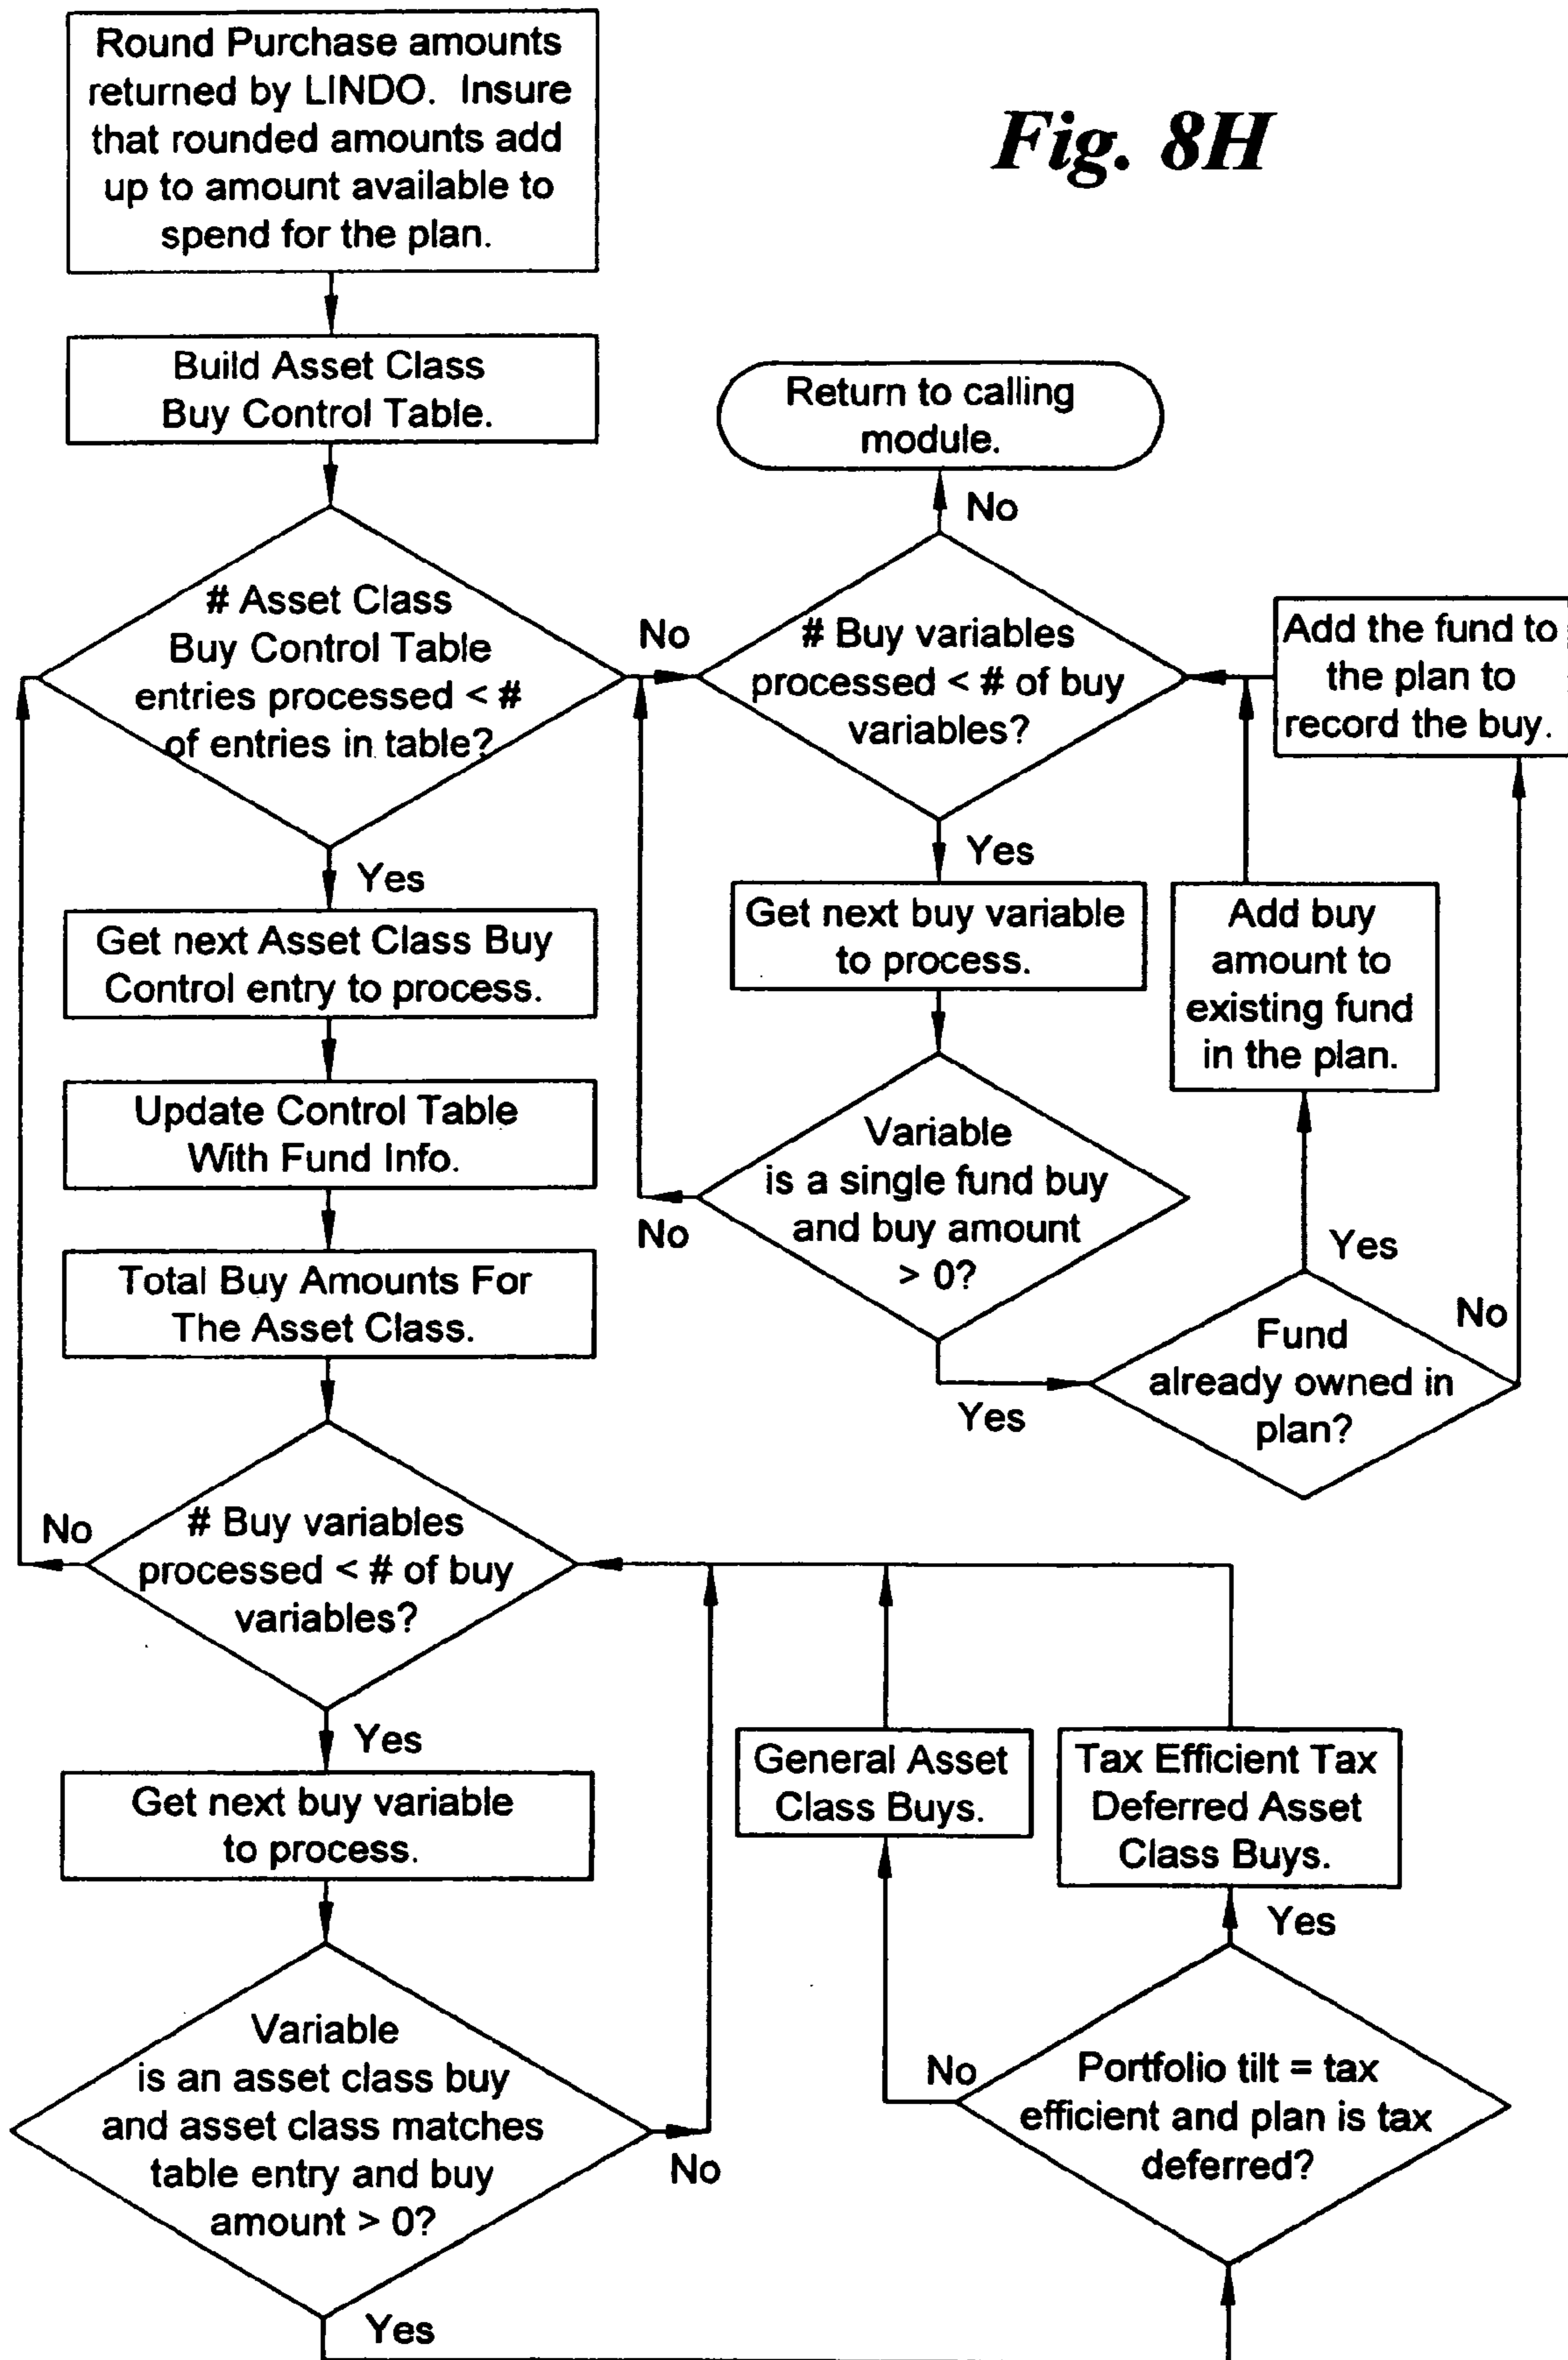 Round Purchase amounts
returned by LINDO. Insure
that rounded amounts add
up to amount available to
spend for the plan.
Fig. 8H
Build Asset Class
Buy Control Table.
Return to calling
module.
No
# Asset Class
Buy Control Table
entries processed < #
of entries in table?
No
# Buy variables
processed < # of buy
variables?
Add the fund to
the plan to
record the buy.
Yes
Yes
Get next Asset Class Buy
Control entry to process.
Get next buy variable
to process.
Add buy
amount to
existing fund
in the plan.
Update Control Table
With Fund Info.
Variable
is a single fund buy
and buy amount
> 0?
No
Yes
Total Buy Amounts For
The Asset Class.
Fund
already owned in
plan?
No
Yes
No
# Buy variables
processed < # of buy
variables?
Yes
Get next buy variable
to process.
General Asset
Class Buys.
Tax Efficient Tax
Deferred Asset
Class Buys.
Yes
Variable
is an asset class buy
and asset class matches
table entry and buy
amount > 0?
No
No
Portfolio tilt = tax
efficient and plan is tax
deferred?
Yes